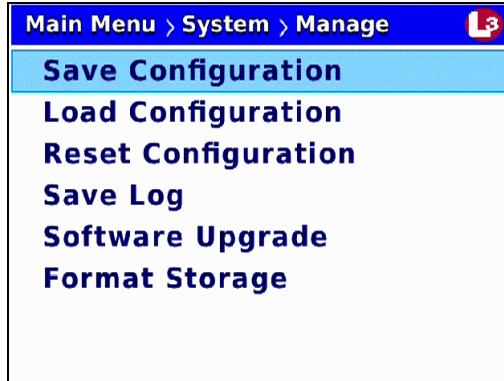 Main Menu > System > Manage L3
Save Configuration
Load Configuration
Reset Configuration
Save Log
Software Upgrade
Format Storage